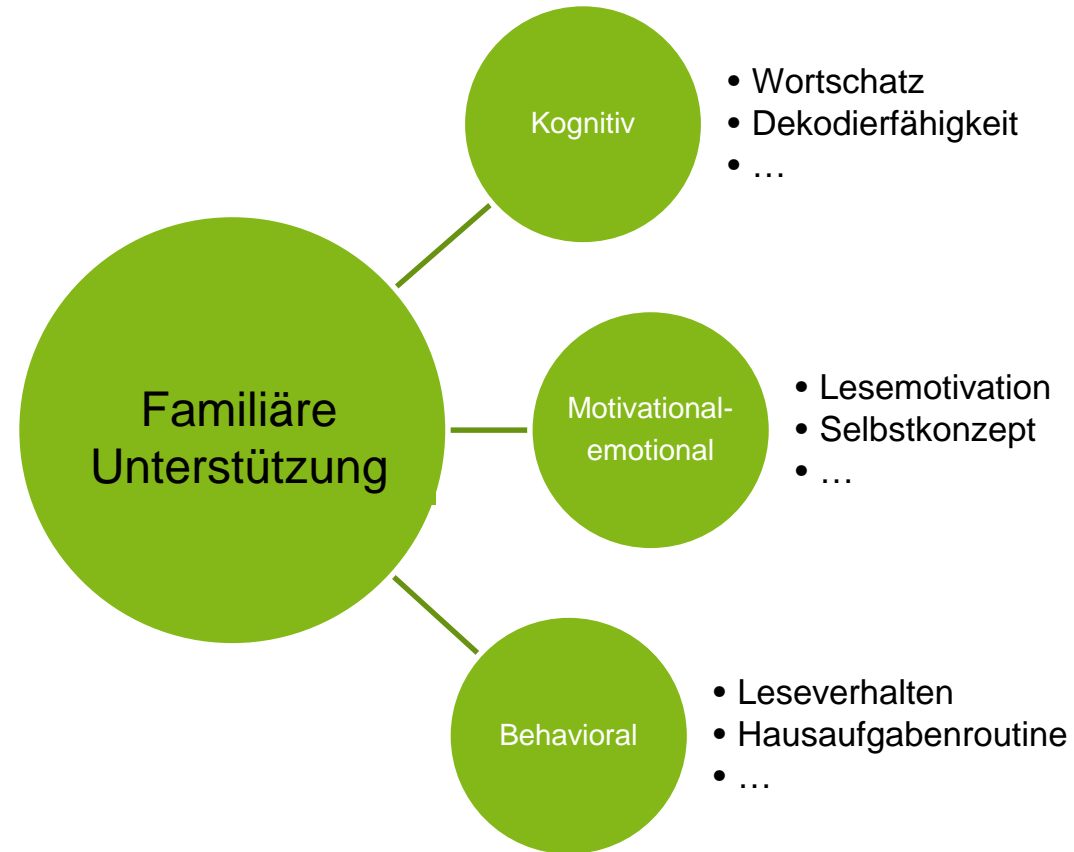 Kognitiv
• Wortschatz
• Dekodierfähigkeit
• …
Familiäre
Unterstützung
Motivational-
emotional
• Lesemotivation
• Selbstkonzept
• …
Behavioral
• Leseverhalten
• Hausaufgabenroutine
• …